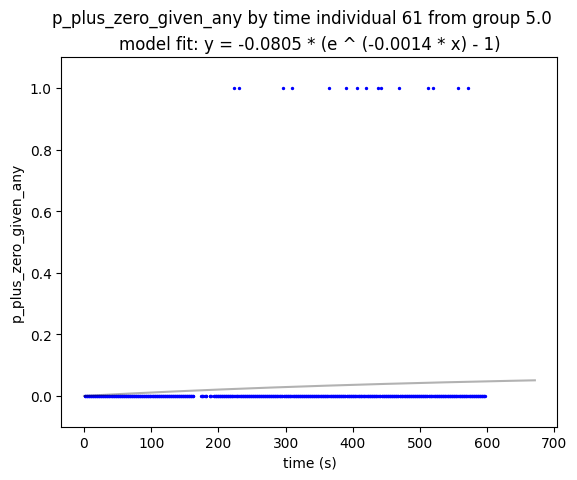 p_plus_zero_given_any by time individual 61 from group 5.0
model fit: y = -0.0805 * (e ^ (-0.0014 * x) - 1)
p_plus_zero_given_any
1.0
0.8
0.6
0.4
0.2
0.0
0 100 200 300 400 500 600 700
time (s)